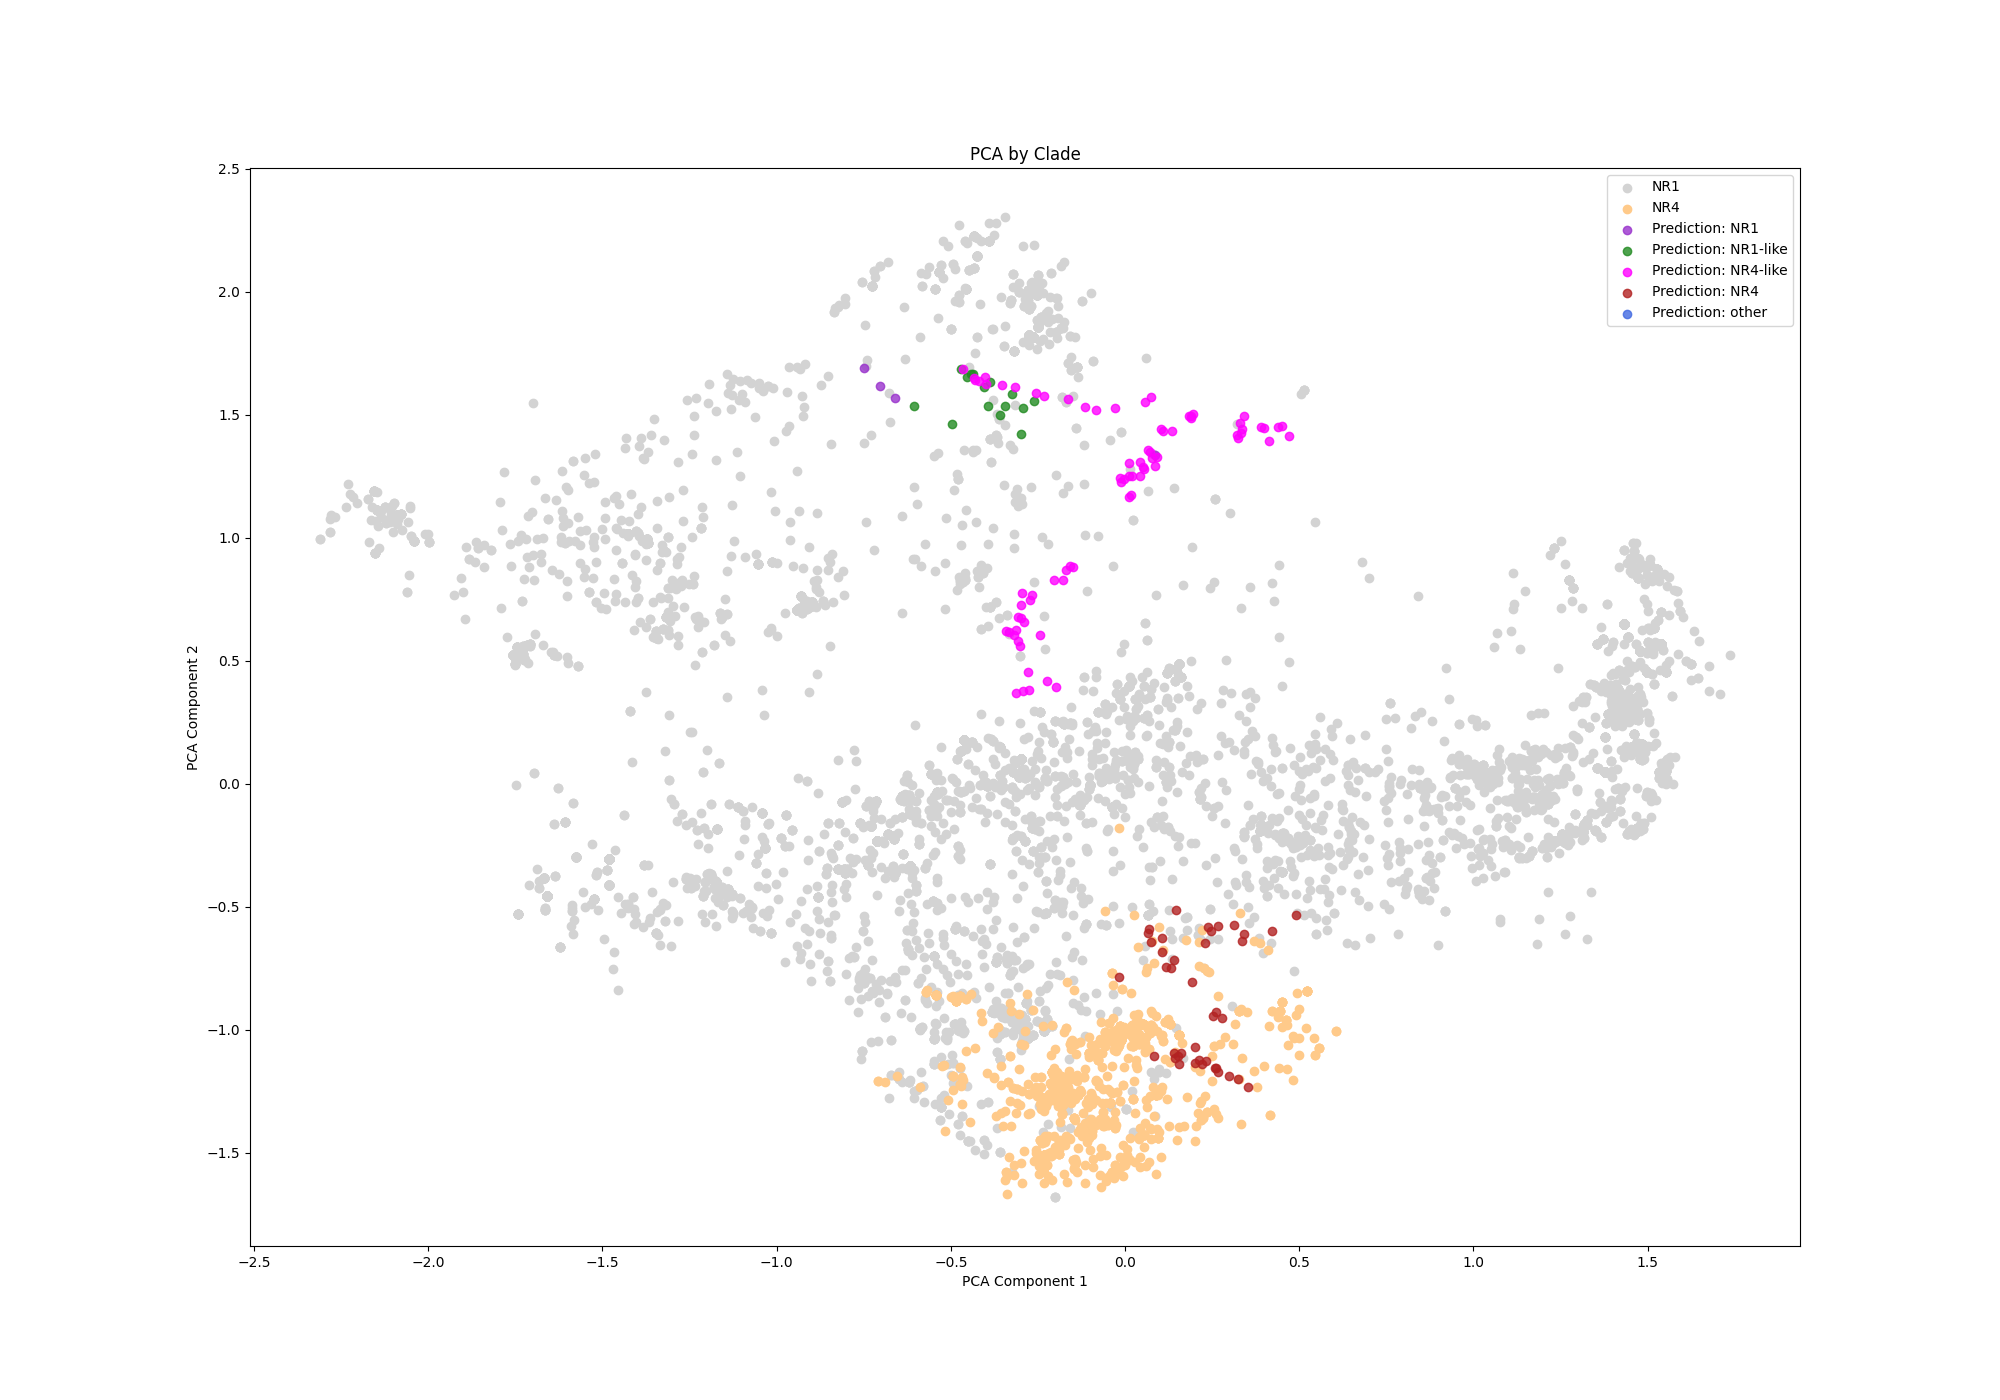 PCA by Clade
NR1
NR4
Prediction: NR1
Prediction: NR1-like
Prediction: NR4-like
Prediction: NR4
Prediction: other
PCA Component 2
2.5
2.0
1.5
1.0
0.5
0.0
−0.5
−1.0
−1.5
−2.5
−2.0
−1.5
−1.0
−0.5
0.0
0.5
1.0
1.5
PCA Component 1